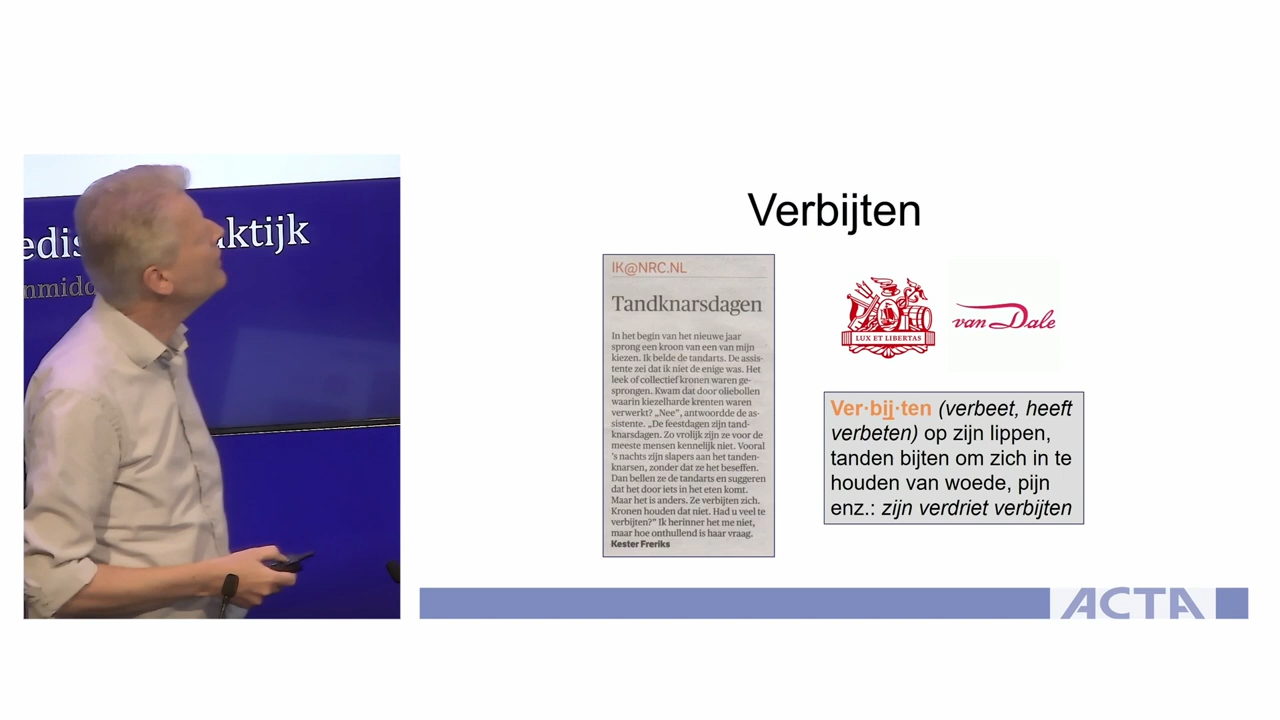 edis
aktijk
nmidd
Verbijten
IK@NRC.NL
Tandknarsdagen
In het begin van het nieuwe jaar
sprong een kroon van een van mijn
kiezen. Ik belde de tandarts. De assis-
tente zei dat ik niet de enige was. Het
leek of collectief kronen waren ge-
sprongen. Kwam dat door oliebollen
waarin kiezelharde krenten waren
verwerkt? „Nee”, antwoordde de as-
sistente. „De feestdagen zijn tand-
knarsdagen. Zo vrolijk zijn ze voor de
meeste mensen kennelijk niet. Vooral
’s nachts zijn slapers aan het tanden-
knarsen, zonder dat ze het beseffen.
Dan bellen ze de tandarts en suggeren
dat het door iets in het eten komt.
Maar het is anders. Ze verbijten zich.
Kronen houden dat niet. Had u veel te
verbijten?” Ik herinner het me niet,
maar hoe onthullend is haar vraag.
Kester Freriks
LUX ET LIBERTAS
van Dale
Ver·bij·ten (verbeet, heeft
verbeten) op zijn lippen,
tanden bijten om zich in te
houden van woede, pijn
enz.: zijn verdriet verbijten
ACTA